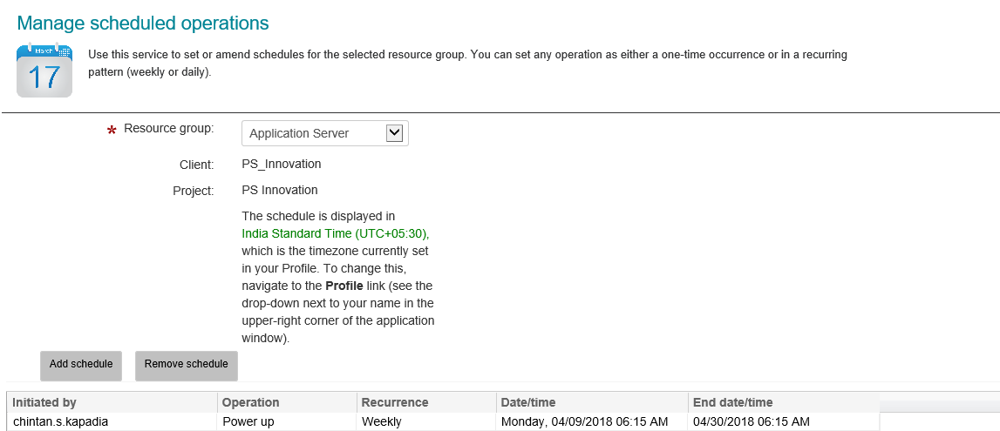 Manage scheduled operations
March
17
Use this service to set or amend schedules for the selected resource group. You can set any operation as either a one-time occurrence or in a recurring
pattern (weekly or daily).
* Resource group: Application Server
Client: PS_Innovation
Project: PS Innovation
The schedule is displayed in
India Standard Time (UTC+05:30),
which is the timezone currently set
in your Profile. To change this,
navigate to the Profile link (see the
drop-down next to your name in the
upper-right corner of the application
window).
Add schedule Remove schedule
Initiated by Operation Recurrence Date/time End date/time
chintan.s.kapadia Power up Weekly Monday, 04/09/2018 06:15 AM 04/30/2018 06:15 AM